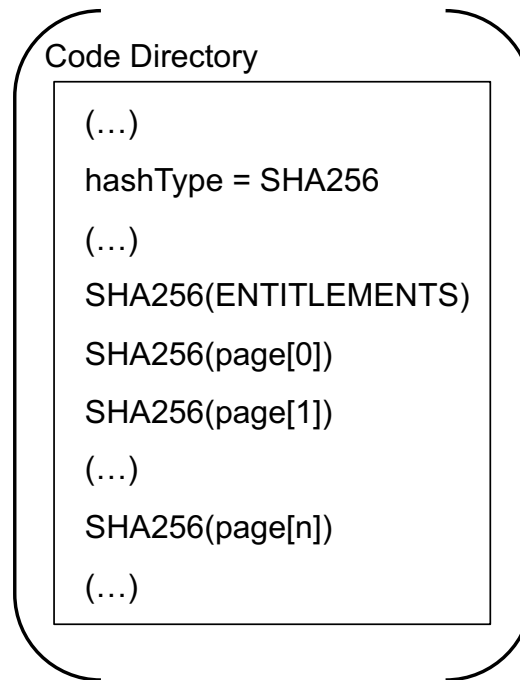 Code Directory
(…)
hashType = SHA256
(…)
SHA256(ENTITLEMENTS)
SHA256(page[0])
SHA256(page[1])
(…)
SHA256(page[n])
(…)